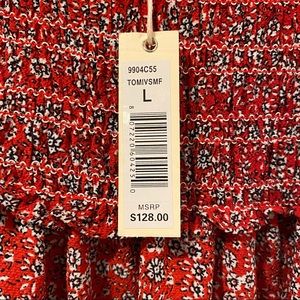 9904C55
TOMIVSMF
L
MSRP
$128.00